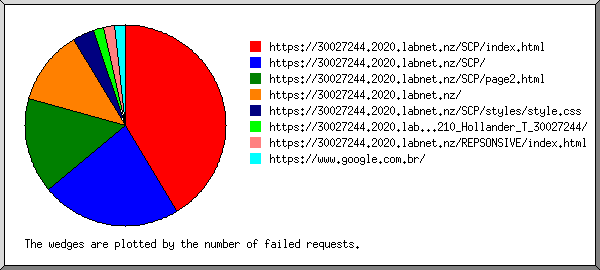 https://30027244.2020.labnet.nz/SCP/index.html
https://30027244.2020.labnet.nz/SCP/
https://30027244.2020.labnet.nz/SCP/page2.html
https://30027244.2020.labnet.nz/
https://30027244.2020.labnet.nz/SCP/styles/style.css
https://30027244.2020.lab...210_Hollander_T_30027244/
https://30027244.2020.labnet.nz/REPSONSIVE/index.html
https://www.google.com.br/
The wedges are plotted by the number of failed requests.